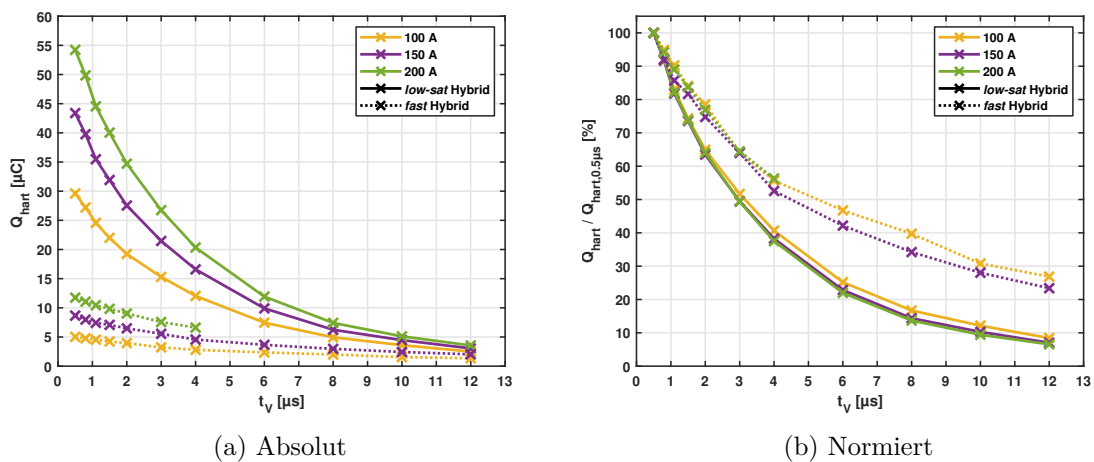 60
55
50
45
40
35
30
25
20
15
10
5
0
0 1 2 3 4 5 6 7 8 9 10 11 12 13
Q_hart [µC]
t_V [µs]
100 A
150 A
200 A
low-sat Hybrid
fast Hybrid
(a) Absolut
100
90
80
70
60
50
40
30
20
10
0
0 1 2 3 4 5 6 7 8 9 10 11 12 13
Q_hart / Q_hart,0.5µs [%]
t_V [µs]
100 A
150 A
200 A
low-sat Hybrid
fast Hybrid
(b) Normiert